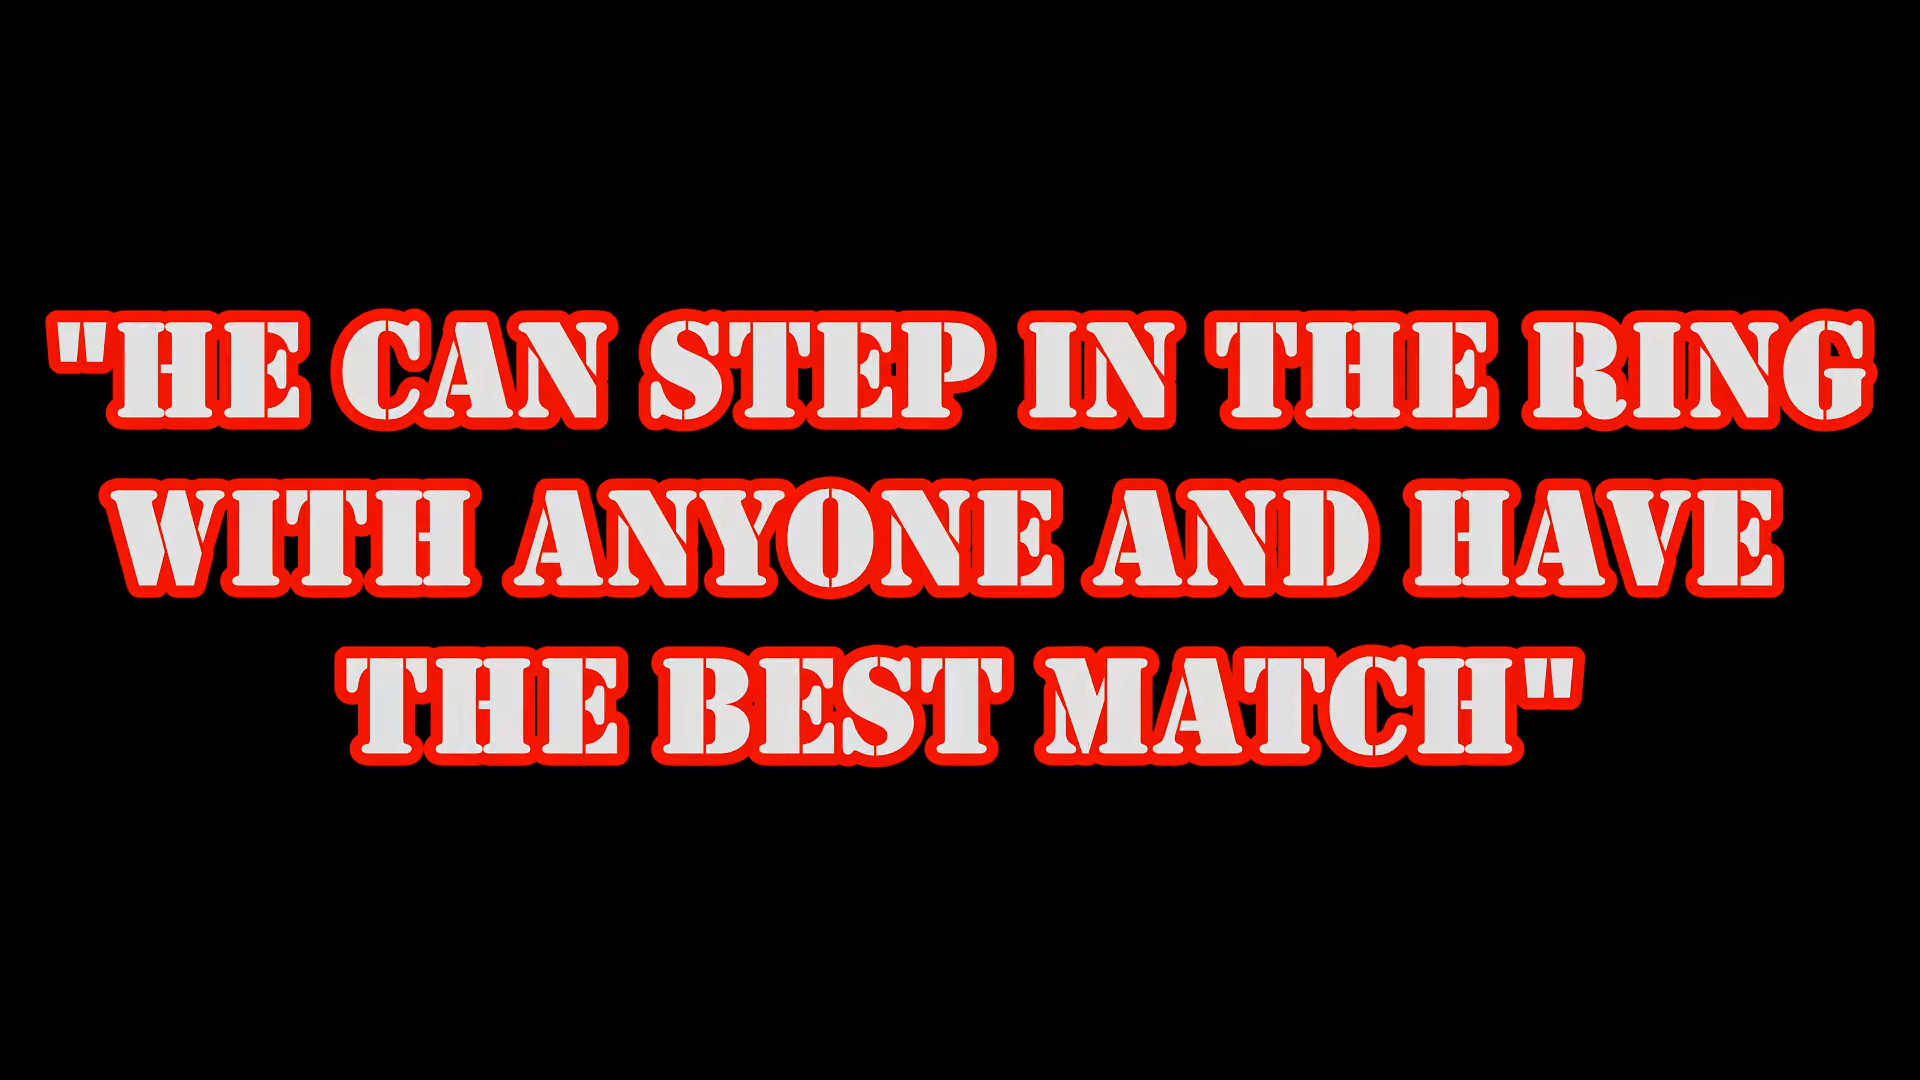 "HE CAN STEP IN THE RING
WITH ANYONE AND HAVE
THE BEST MATCH"